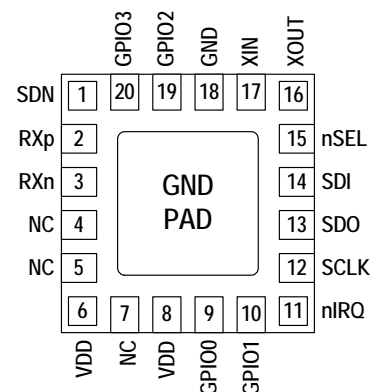 GPIO3
GPIO2
GND
XIN
XOUT
20
19
18
17
16
SDN 1
RXp 2
RXn 3
NC 4
NC 5
6
VDD
GND
PAD
15 nSEL
14 SDI
13 SDO
12 SCLK
11 nIRQ
7
8
9
10
NC
VDD
GPIO0
GPIO1